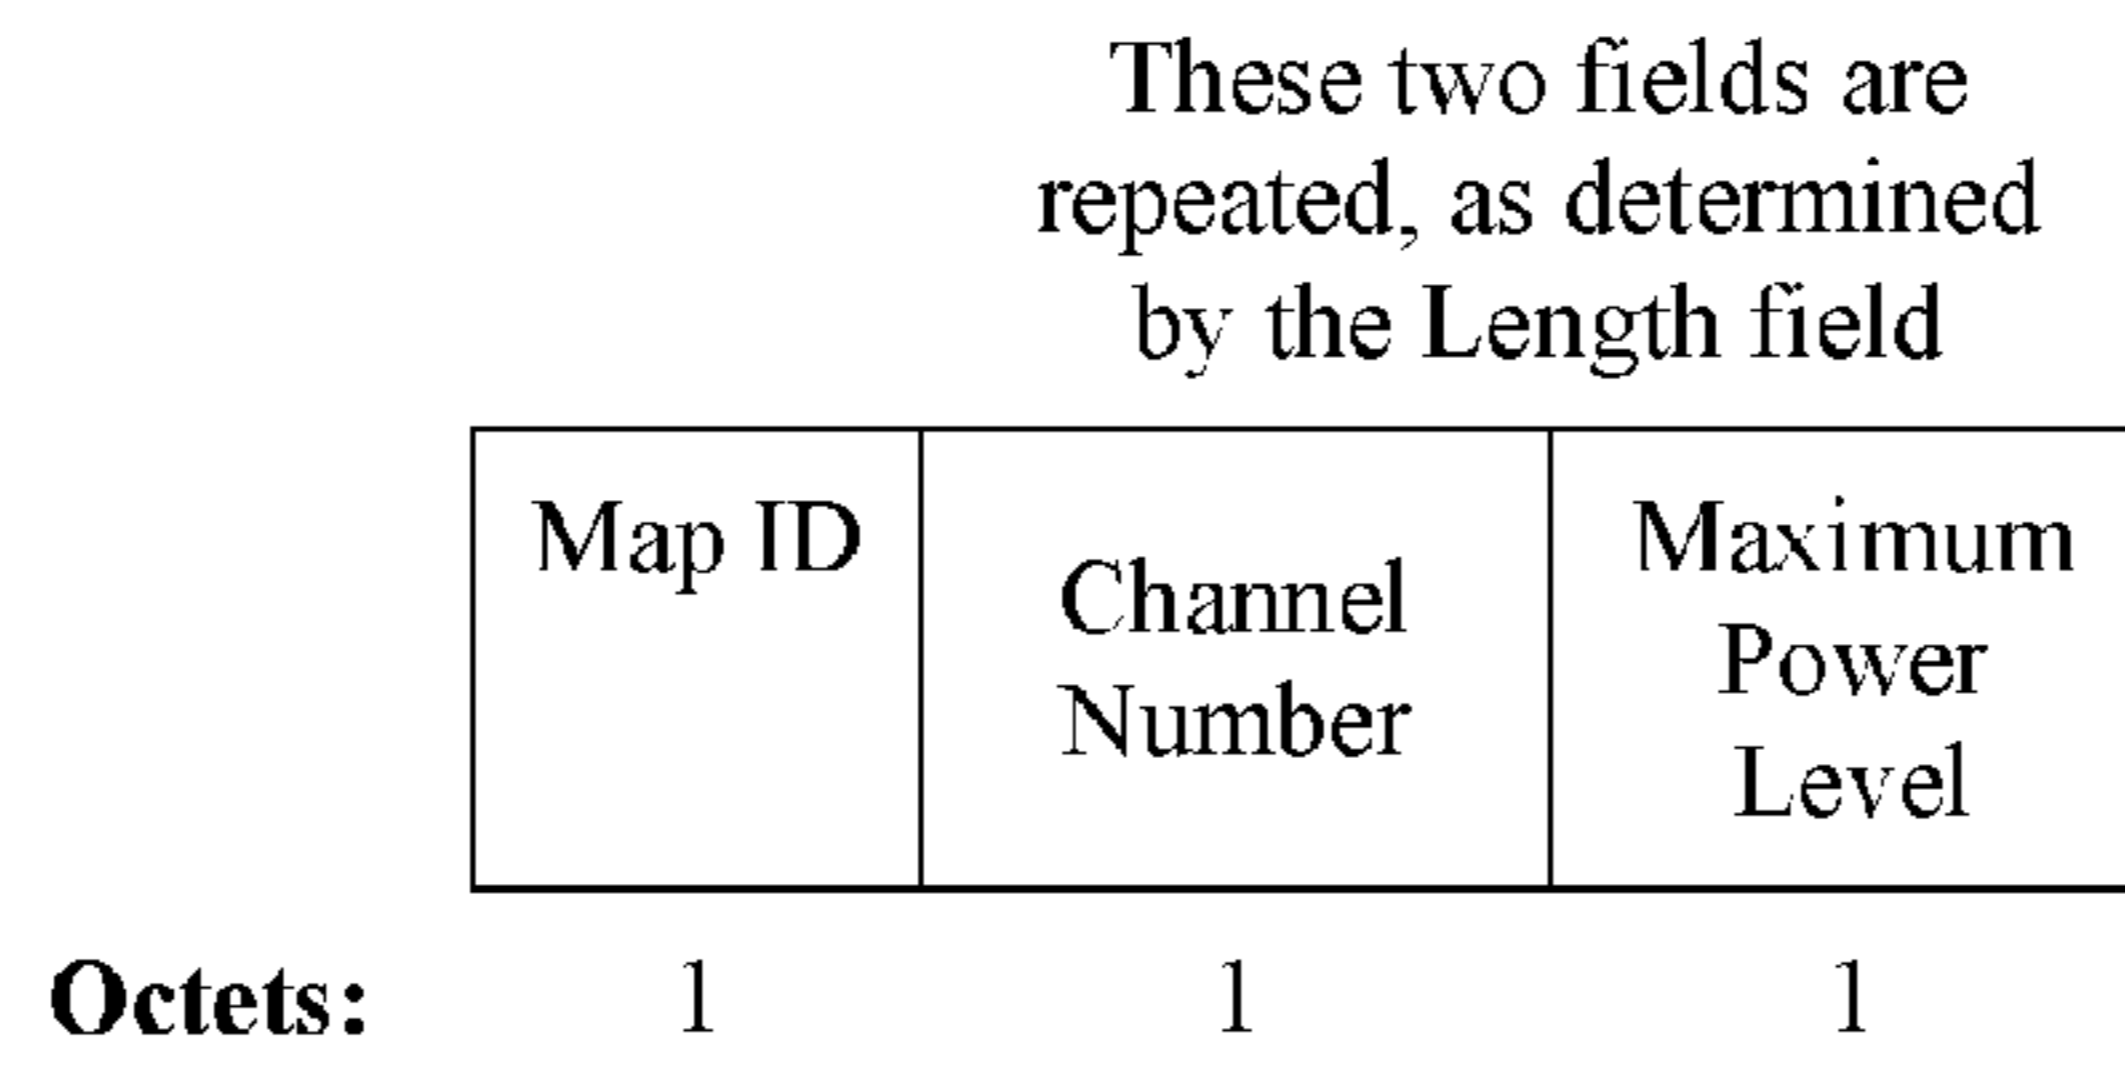 These two fields are
repeated, as determined
by the Length field
Map ID
Channel
Number
Maximum
Power
Level
Octets: 1 1 1